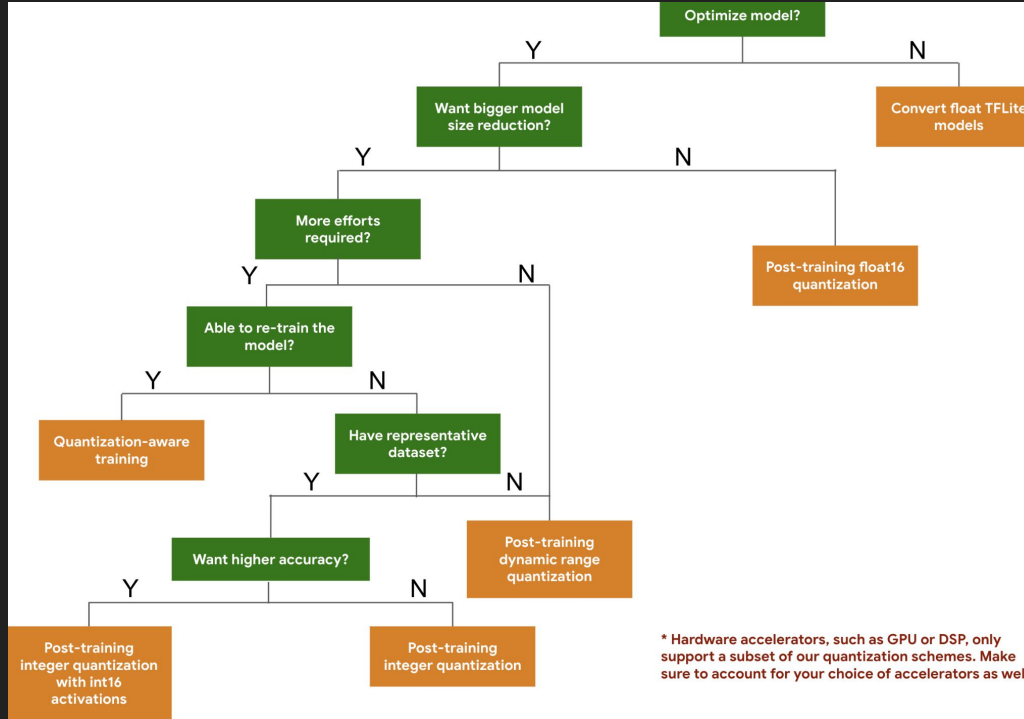 Optimize model?
Y
N
Want bigger model
size reduction?
Convert float TFLite
models
Y
N
More efforts
required?
Post-training float16
quantization
Y
N
Able to re-train the
model?
Y
N
Quantization-aware
training
Have representative
dataset?
Y
N
Post-training
dynamic range
quantization
Want higher accuracy?
Y
N
Post-training
integer quantization
with int16
activations
Post-training
integer quantization
* Hardware accelerators, such as GPU or DSP, only
support a subset of our quantization schemes. Make
sure to account for your choice of accelerators as wel